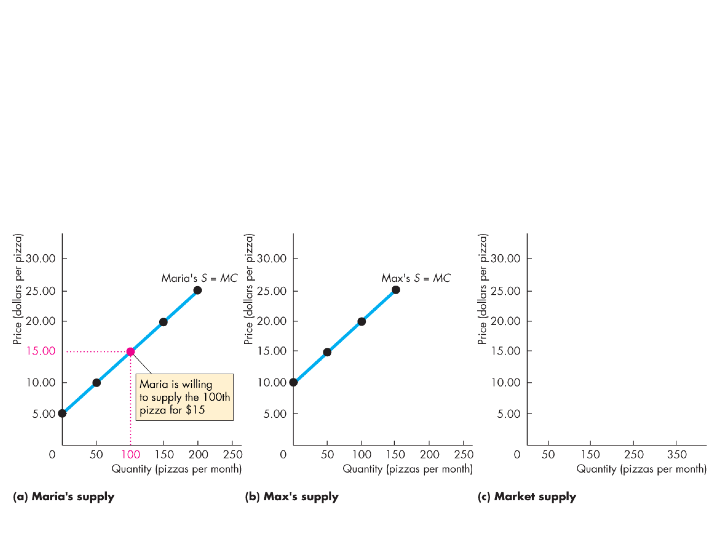 Price (dollars per pizza)
30.00
25.00
20.00
15.00
10.00
5.00
0
50
100
150
200
250
Quantity (pizzas per month)
Maria's S = MC
Maria is willing
to supply the 100th
pizza for $15
(a) Maria's supply
Price (dollars per pizza)
30.00
25.00
20.00
15.00
10.00
5.00
0
50
100
150
200
250
Quantity (pizzas per month)
Max's S = MC
(b) Max's supply
Price (dollars per pizza)
30.00
25.00
20.00
15.00
10.00
5.00
0
50
150
250
350
Quantity (pizzas per month)
(c) Market supply